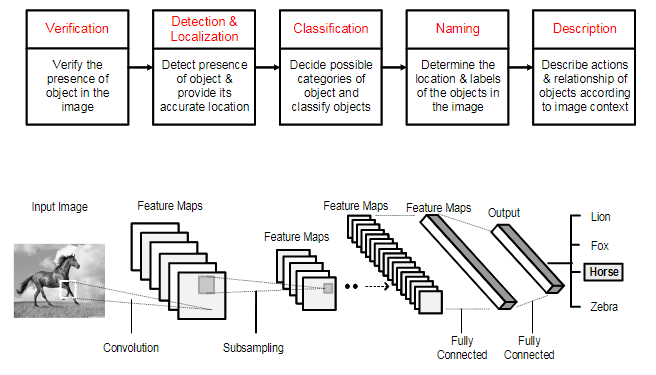 Verification
Verify the
presence of
object in the
image
Detection &
Localization
Detect presence
of object &
provide its
accurate location
Classification
Decide possible
categories of
object and
classify objects
Naming
Determine the
location & labels
of the objects in
the image
Description
Describe actions
& relationship of
objects according
to image context
Input Image
Feature Maps
Feature Maps
Feature Maps
Feature Maps
Output
Lion
Fox
Horse
Zebra
Convolution
Subsampling
Fully
Connected
Fully
Connected